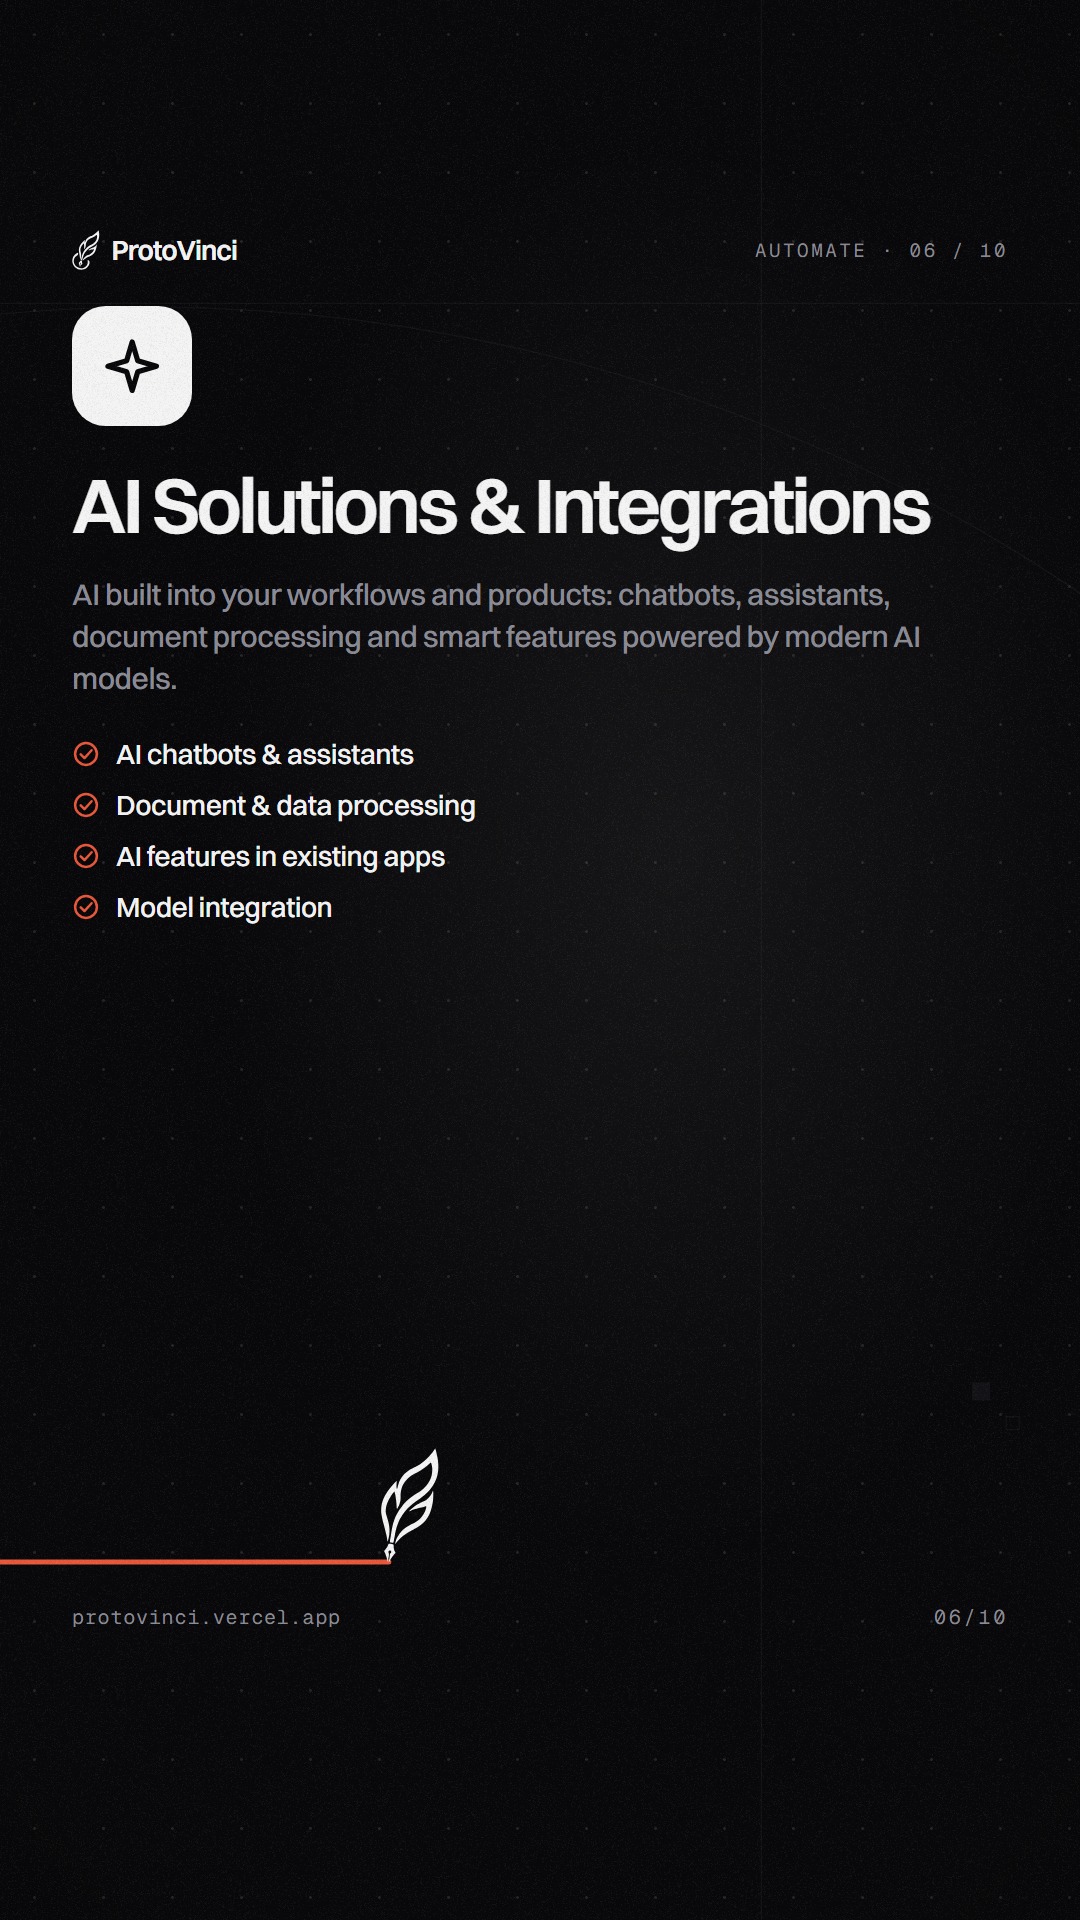 ProtoVinci
AUTOMATE · 06 / 10
AI Solutions & Integrations
AI built into your workflows and products: chatbots, assistants,
document processing and smart features powered by modern AI
models.
AI chatbots & assistants
Document & data processing
AI features in existing apps
Model integration
protovinci.vercel.app
06/10